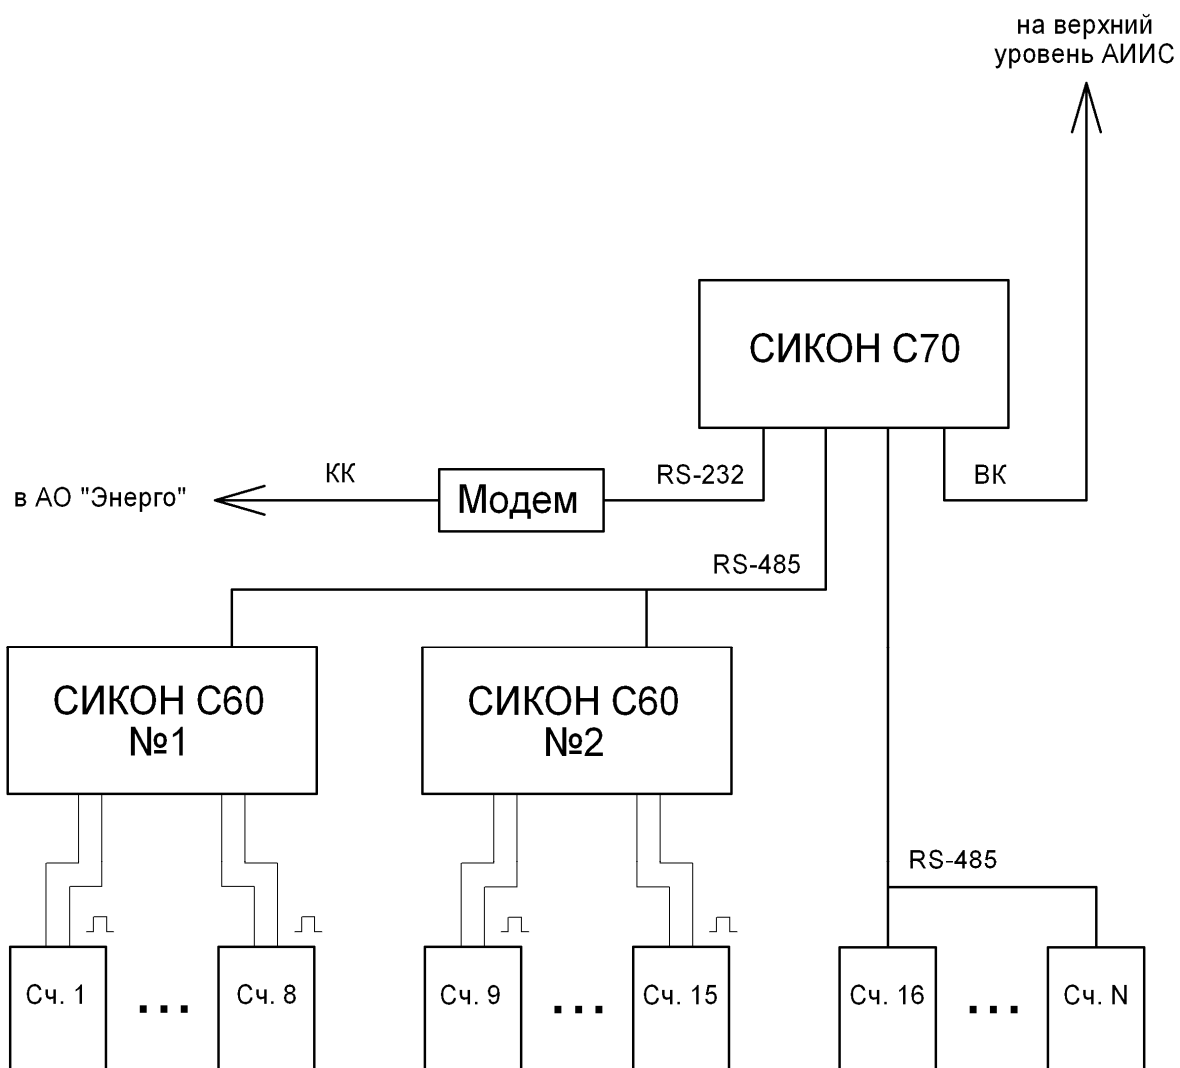 на верхний
уровень АИИС
СИКОН С70
КК
RS-232
ВК
в АО "Энерго"
Модем
RS-485
СИКОН С60
№1
СИКОН С60
№2
RS-485
Сч. 1
...
Сч. 8
Сч. 9
...
Сч. 15
Сч. 16
...
Сч. N